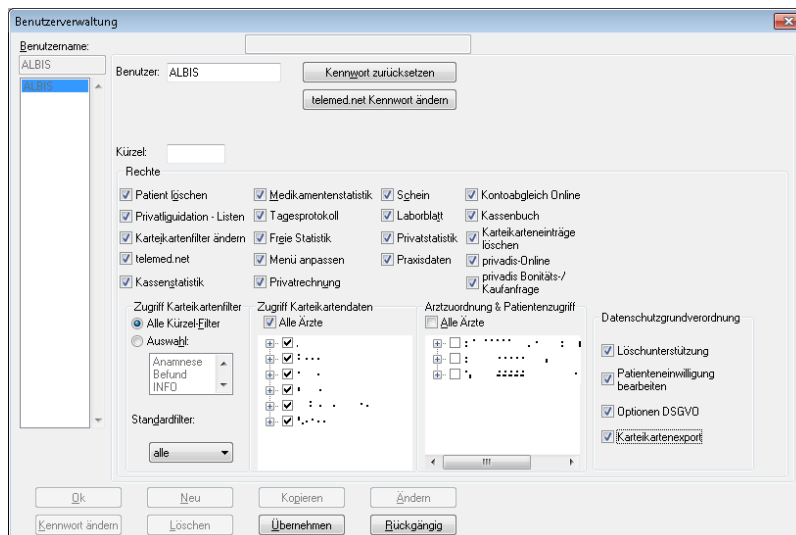 Benutzerverwaltung
Benutzername:
ALBIS
ALBIS
Benutzer: ALBIS
Kennwort zurücksetzen
telemed.net Kennwort ändern
Kürzel:
Rechte
Patient löschen
Medikamentenstatistik
Schein
Kontoabgleich Online
Privatliquidation - Listen
Tagesprotokoll
Laborblatt
Kassenbuch
Karteikartenfilter ändern
Freie Statistik
Privatstatistik
Karteikarteneinträge
löschen
telemed.net
Menü anpassen
Praxisdaten
privadis-Online
Kassenstatistik
Privatrechnung
privadis Bonitäts-/
Kaufanfrage
Zugriff Karteikartenfilter
Alle Kürzel-Filter
Auswahl:
Anamnese
Befund
INFO
Standardfilter:
alle
Zugriff Karteikartendaten
Alle Ärzte
Arztzuordnung & Patientenzugriff
Alle Ärzte
Datenschutzgrundverordnung
Löschunterstützung
Patienteneinwilligung
bearbeiten
Optionen DSGVO
Karteikartenexport
Ok
Neu
Kopieren
Ändern
Kennwort ändern
Löschen
Übernehmen
Rückgängig